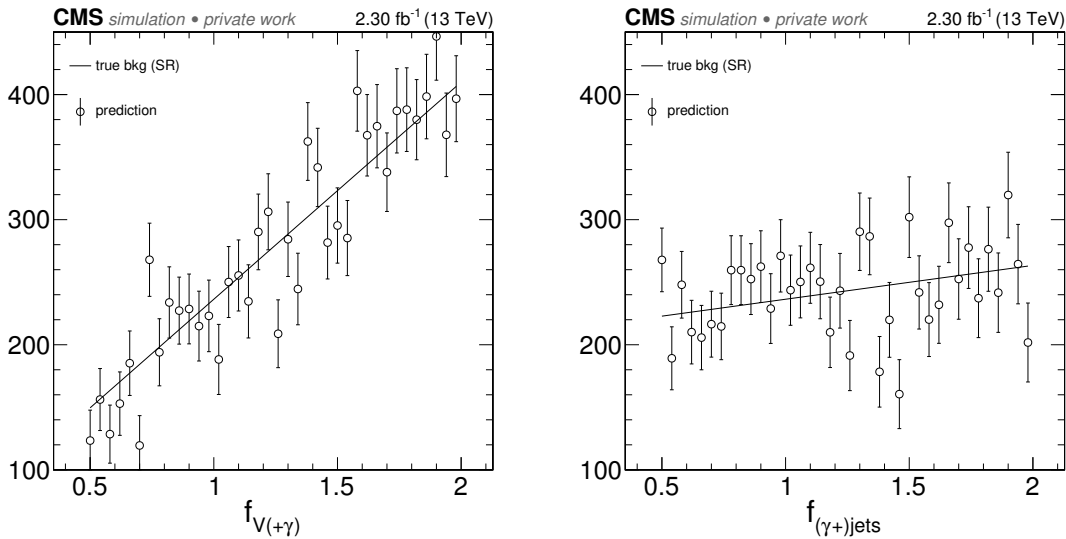 CMS simulation • private work 2.30 fb⁻¹ (13 TeV)
true bkg (SR)
prediction
400
300
200
100
0.5 1 1.5 2
f_V(+γ)
CMS simulation • private work 2.30 fb⁻¹ (13 TeV)
true bkg (SR)
prediction
400
300
200
100
0.5 1 1.5 2
f_(γ+)jets